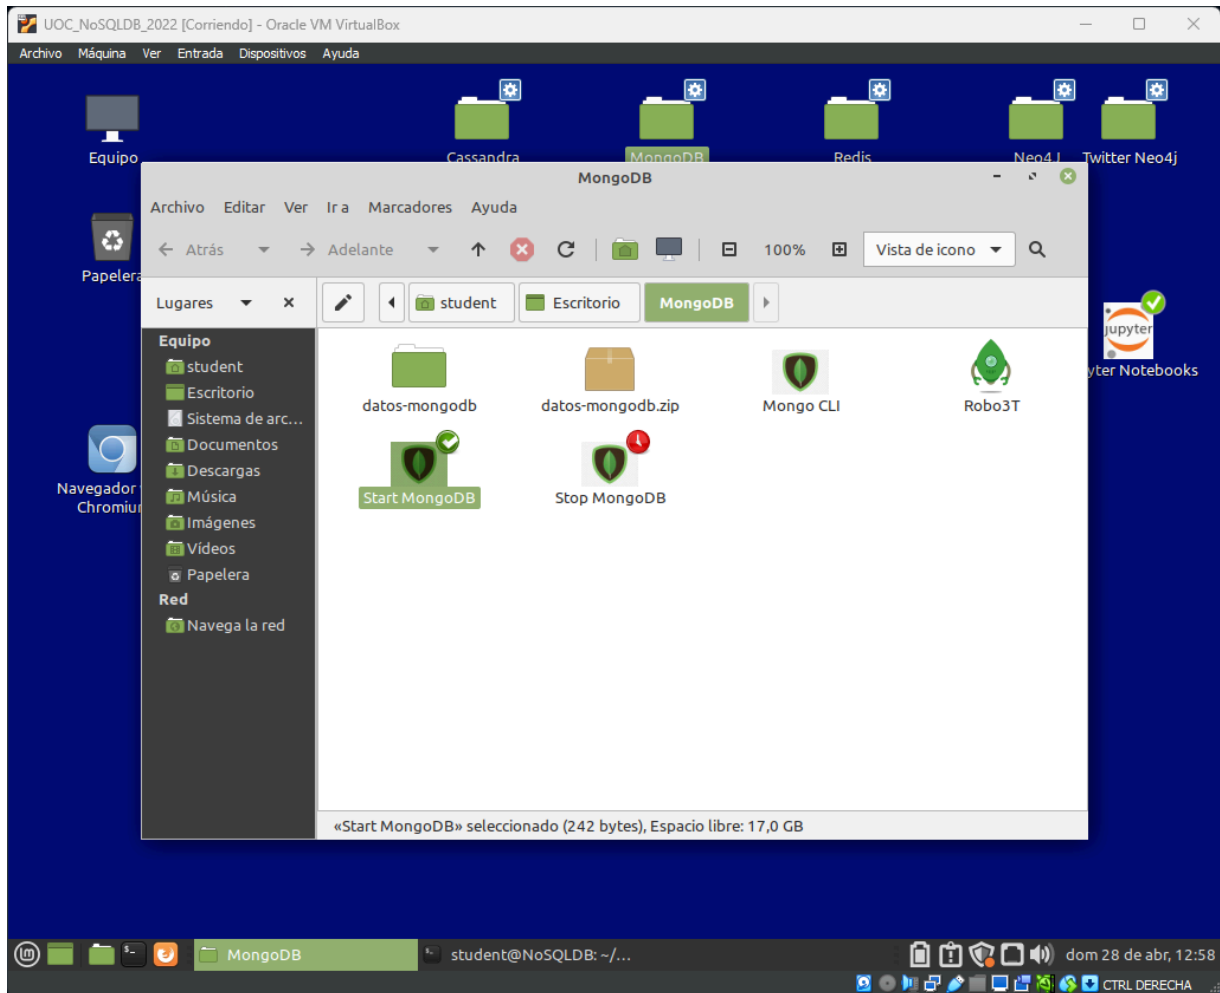 UOC_NoSQLDB_2022 [Corriendo] - Oracle VM VirtualBox
Archivo Máquina Ver Entrada Dispositivos Ayuda
Equipo
Cassandra
MongoDB
Redis
Neo4J
Twitter Neo4j
MongoDB
Archivo Editar Ver Ir a Marcadores Ayuda
Atrás
Adelante
100%
Vista de icono
Papelera
Lugares
student
Escritorio
MongoDB
Equipo
student
Escritorio
Sistema de arc...
Documentos
Descargas
Música
Imágenes
Vídeos
Papelera
Red
Navega la red
datos-mongodb
datos-mongodb.zip
Mongo CLI
Robo3T
Start MongoDB
Stop MongoDB
jupyter
yter Notebooks
Navegador
Chromiu
«Start MongoDB» seleccionado (242 bytes), Espacio libre: 17,0 GB
MongoDB
student@NoSQLDB: ~/...
dom 28 de abr, 12:58
CTRL DERECHA